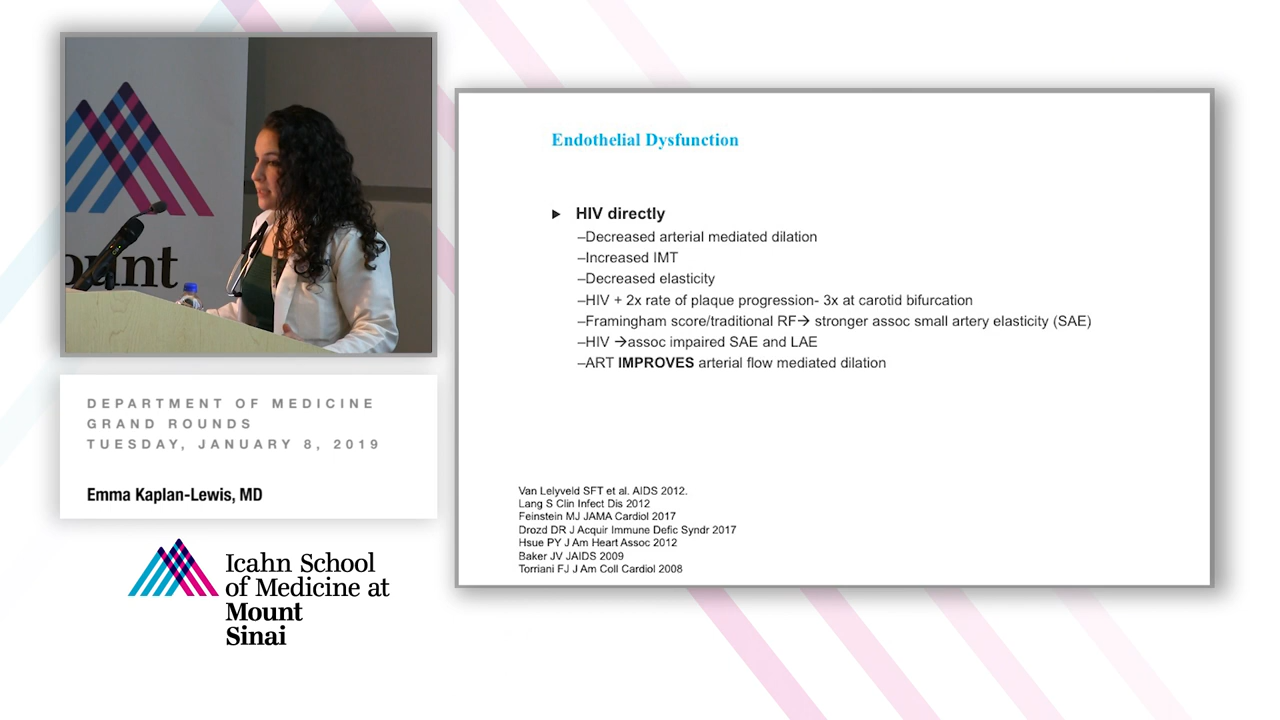 ount
DEPARTMENT OF MEDICINE
GRAND ROUNDS
TUESDAY, JANUARY 8, 2019
Emma Kaplan-Lewis, MD
Icahn School
of Medicine at
Mount
Sinai
Endothelial Dysfunction
▶ HIV directly
–Decreased arterial mediated dilation
–Increased IMT
–Decreased elasticity
–HIV + 2x rate of plaque progression- 3x at carotid bifurcation
–Framingham score/traditional RF→ stronger assoc small artery elasticity (SAE)
–HIV →assoc impaired SAE and LAE
–ART IMPROVES arterial flow mediated dilation
Van Lelyveld SFT et al. AIDS 2012.
Lang S Clin Infect Dis 2012
Feinstein MJ JAMA Cardiol 2017
Drozd DR J Acquir Immune Defic Syndr 2017
Hsue PY J Am Heart Assoc 2012
Baker JV JAIDS 2009
Torriani FJ J Am Coll Cardiol 2008